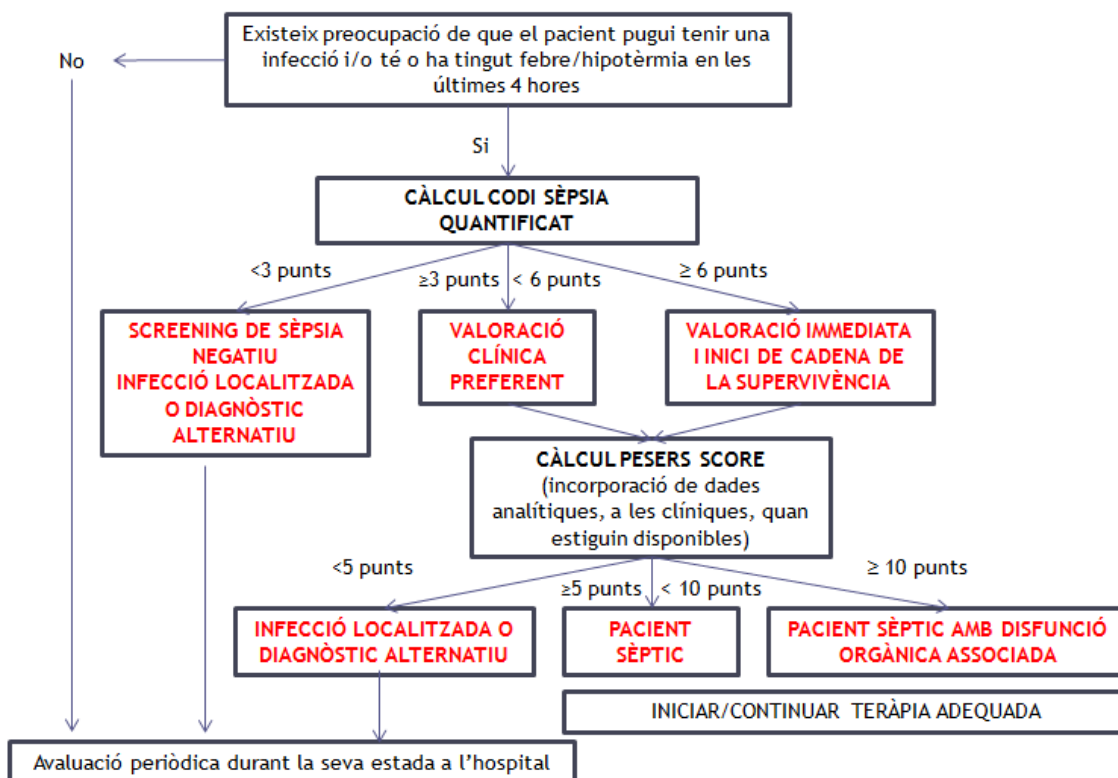 Existeix preocupació de que el pacient pugui tenir una
infecció i/o té o ha tingut febre/hipotèrmia en les
últimes 4 hores
No
Si
CÀLCUL CODI SÈPSIA
QUANTIFICAT
<3 punts
≥3 punts
< 6 punts
≥ 6 punts
SCREENING DE SÈPSIA
NEGATIU
INFECCIÓ LOCALITZADA
O DIAGNÒSTIC
ALTERNATIU
VALORACIÓ
CLÍNICA
PREFERENT
VALORACIÓ IMMEDIATA
I INICI DE CADENA DE
LA SUPERVIVÈNCIA
CÀLCUL PESERS SCORE
(incorporació de dades
analítiques, a les clíniques, quan
estiguin disponibles)
<5 punts
≥5 punts
< 10 punts
≥ 10 punts
INFECCIÓ LOCALITZADA O
DIAGNÒSTIC ALTERNATIU
PACIENT
SÈPTIC
PACIENT SÈPTIC AMB DISFUNCIÓ
ORGÀNICA ASSOCIADA
INICIAR/CONTINUAR TERÀPIA ADEQUADA
Avaluació periòdica durant la seva estada a l’hospital